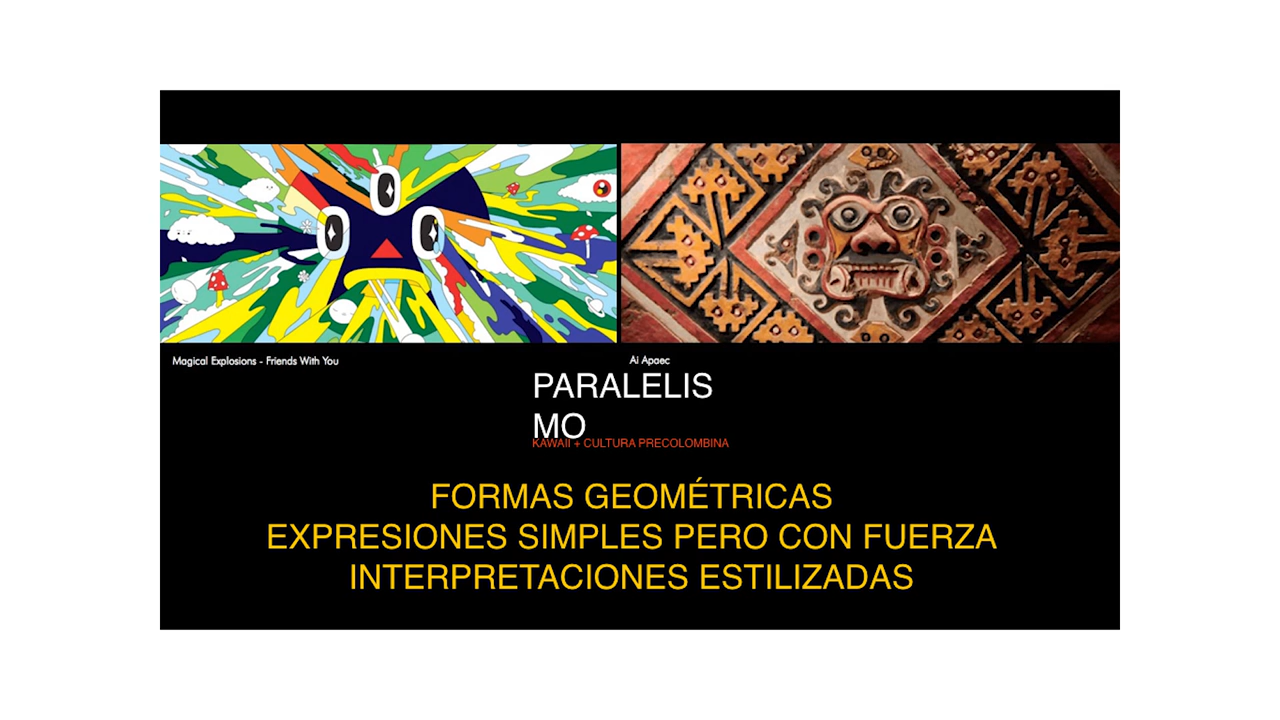 Magical Explosions - Friends With You
Ai Apaec
PARALELIS
MO
KAWAII + CULTURA PRECOLOMBINA
FORMAS GEOMÉTRICAS
EXPRESIONES SIMPLES PERO CON FUERZA
INTERPRETACIONES ESTILIZADAS